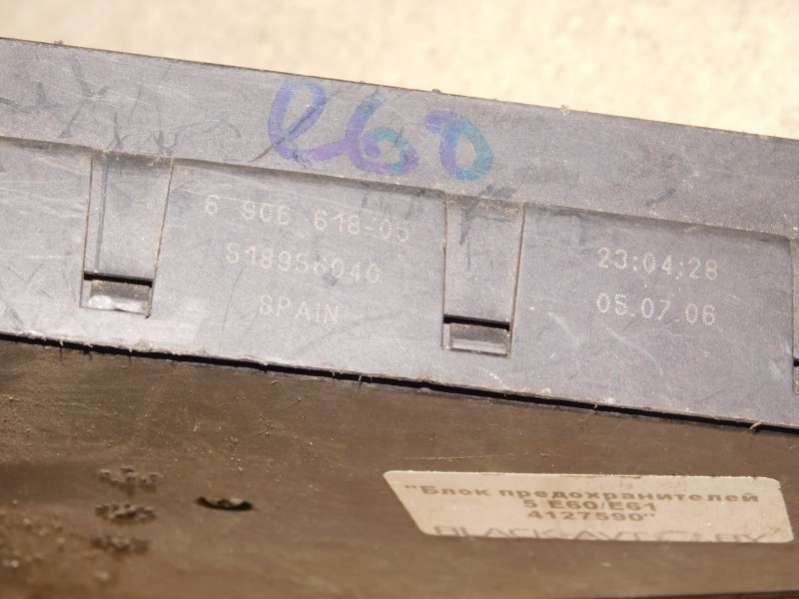 e60
6 906 618-05
518956040
SPAIN
23:04:28
05.07.06
"Блок предохранителей
5 E60/E61
4127590"